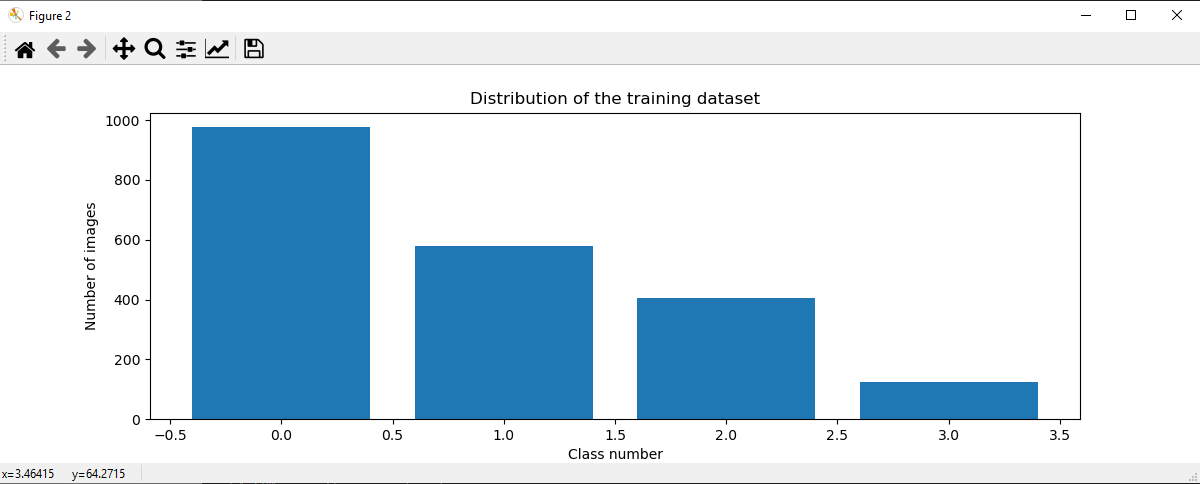 Figure 2
Distribution of the training dataset
1000
800
600
400
200
0
Number of images
−0.5 0.0 0.5 1.0 1.5 2.0 2.5 3.0 3.5
Class number
x=3.46415 y=64.2715